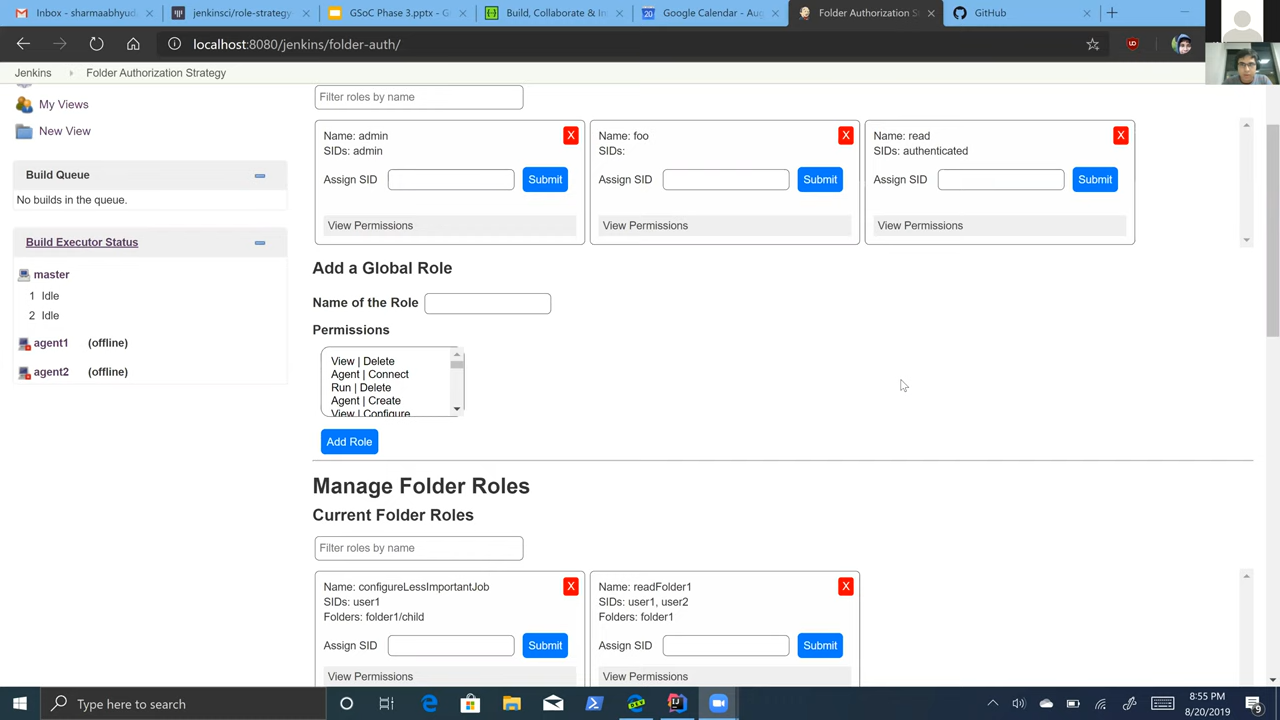 Inbox - sharmaabhyud.
jenkinsci/role-strategy
GSoC Phase 3.pptx - G
Build, Collaborate & In
Google Calendar - Aug
Folder Authorization S
GitHub
localhost:8080/jenkins/folder-auth/
Jenkins Folder Authorization Strategy
My Views
New View
Build Queue
No builds in the queue.
Build Executor Status
master
1 Idle
2 Idle
agent1 (offline)
agent2 (offline)
Filter roles by name
Name: admin
SIDs: admin
Assign SID Submit
View Permissions
X
Name: foo
SIDs:
Assign SID Submit
View Permissions
X
Name: read
SIDs: authenticated
Assign SID Submit
View Permissions
X
Add a Global Role
Name of the Role
Permissions
View | Delete
Agent | Connect
Run | Delete
Agent | Create
View | Configure
Add Role
Manage Folder Roles
Current Folder Roles
Filter roles by name
Name: configureLessImportantJob
SIDs: user1
Folders: folder1/child
Assign SID Submit
View Permissions
X
Name: readFolder1
SIDs: user1, user2
Folders: folder1
Assign SID Submit
View Permissions
X
Type here to search
8:55 PM
8/20/2019